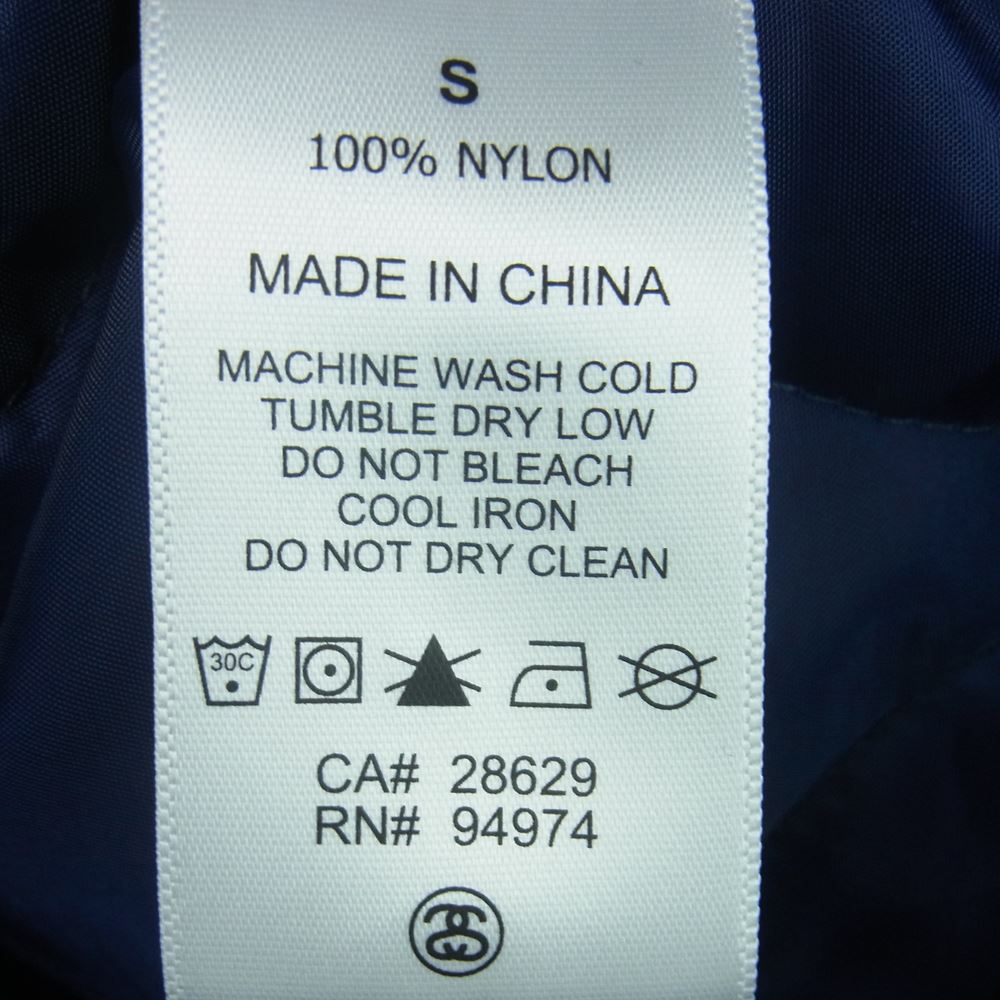 S
100% NYLON
MADE IN CHINA
MACHINE WASH COLD
TUMBLE DRY LOW
DO NOT BLEACH
COOL IRON
DO NOT DRY CLEAN
30C
CA# 28629
RN# 94974